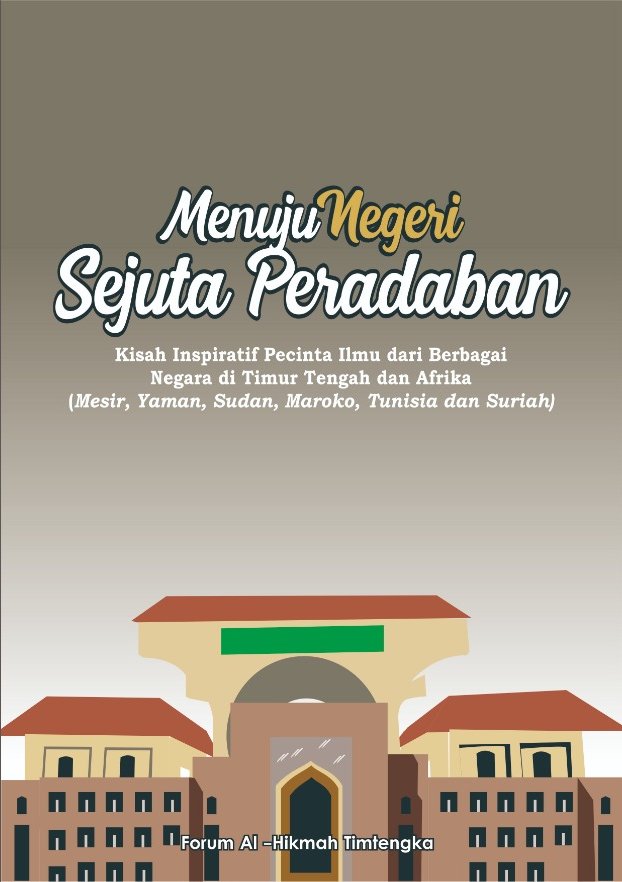 Menuju Negeri
Sejuta Peradaban
Kisah Inspiratif Pecinta Ilmu dari Berbagai
Negara di Timur Tengah dan Afrika
(Mesir, Yaman, Sudan, Maroko, Tunisia dan Suriah)
Forum Al –Hikmah Timtengka